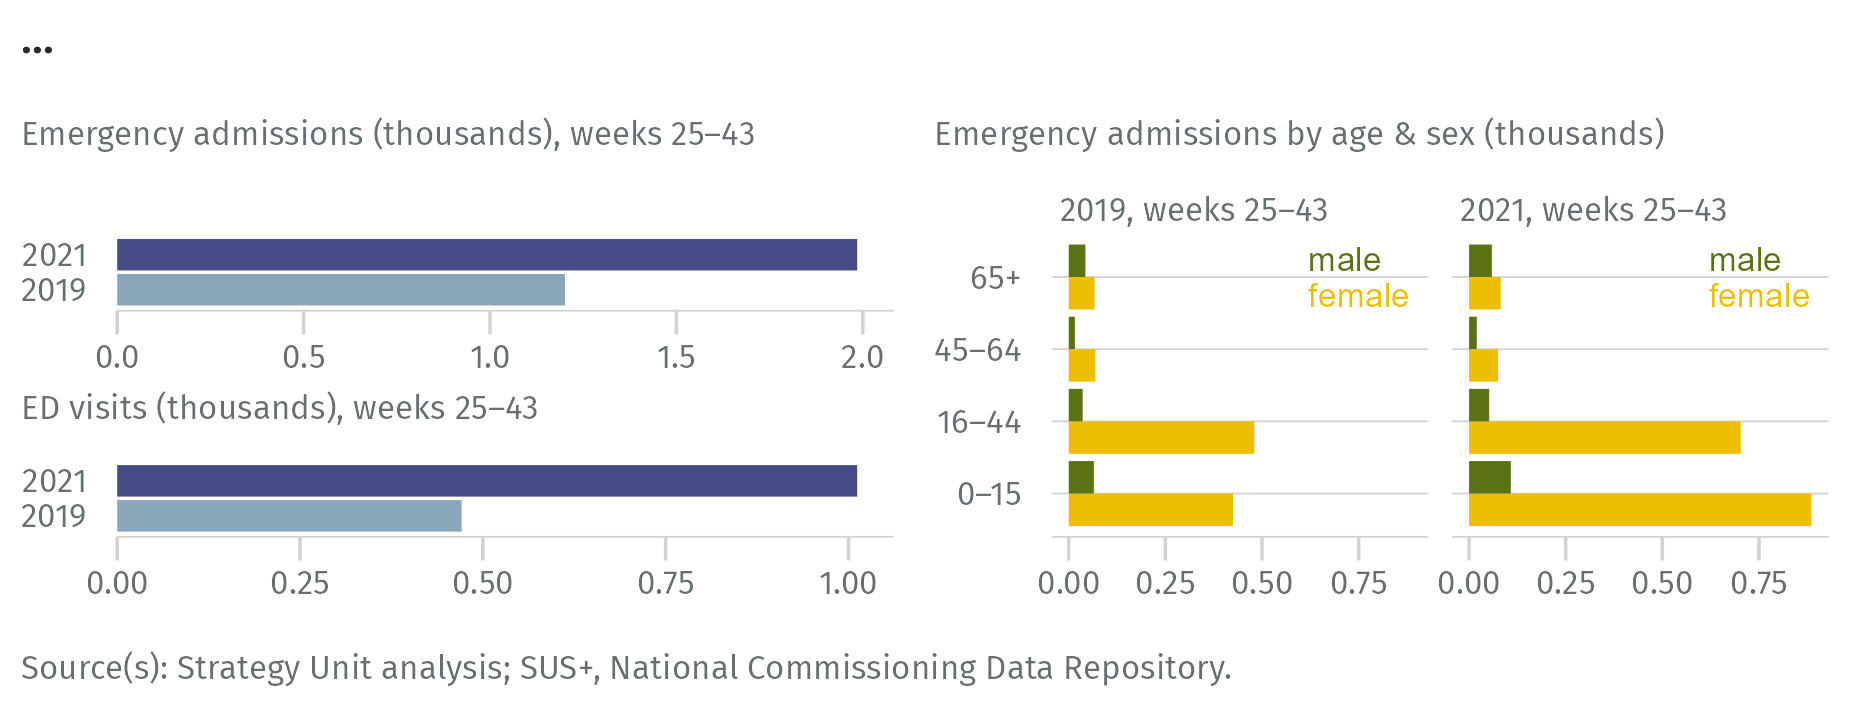 ...
Emergency admissions (thousands), weeks 25–43
2021
2019
0.0 0.5 1.0 1.5 2.0
ED visits (thousands), weeks 25–43
2021
2019
0.00 0.25 0.50 0.75 1.00
Emergency admissions by age & sex (thousands)
2019, weeks 25–43 2021, weeks 25–43
male male
65+
female female
45–64
16–44
0–15
0.00 0.25 0.50 0.75 0.00 0.25 0.50 0.75
Source(s): Strategy Unit analysis; SUS+, National Commissioning Data Repository.